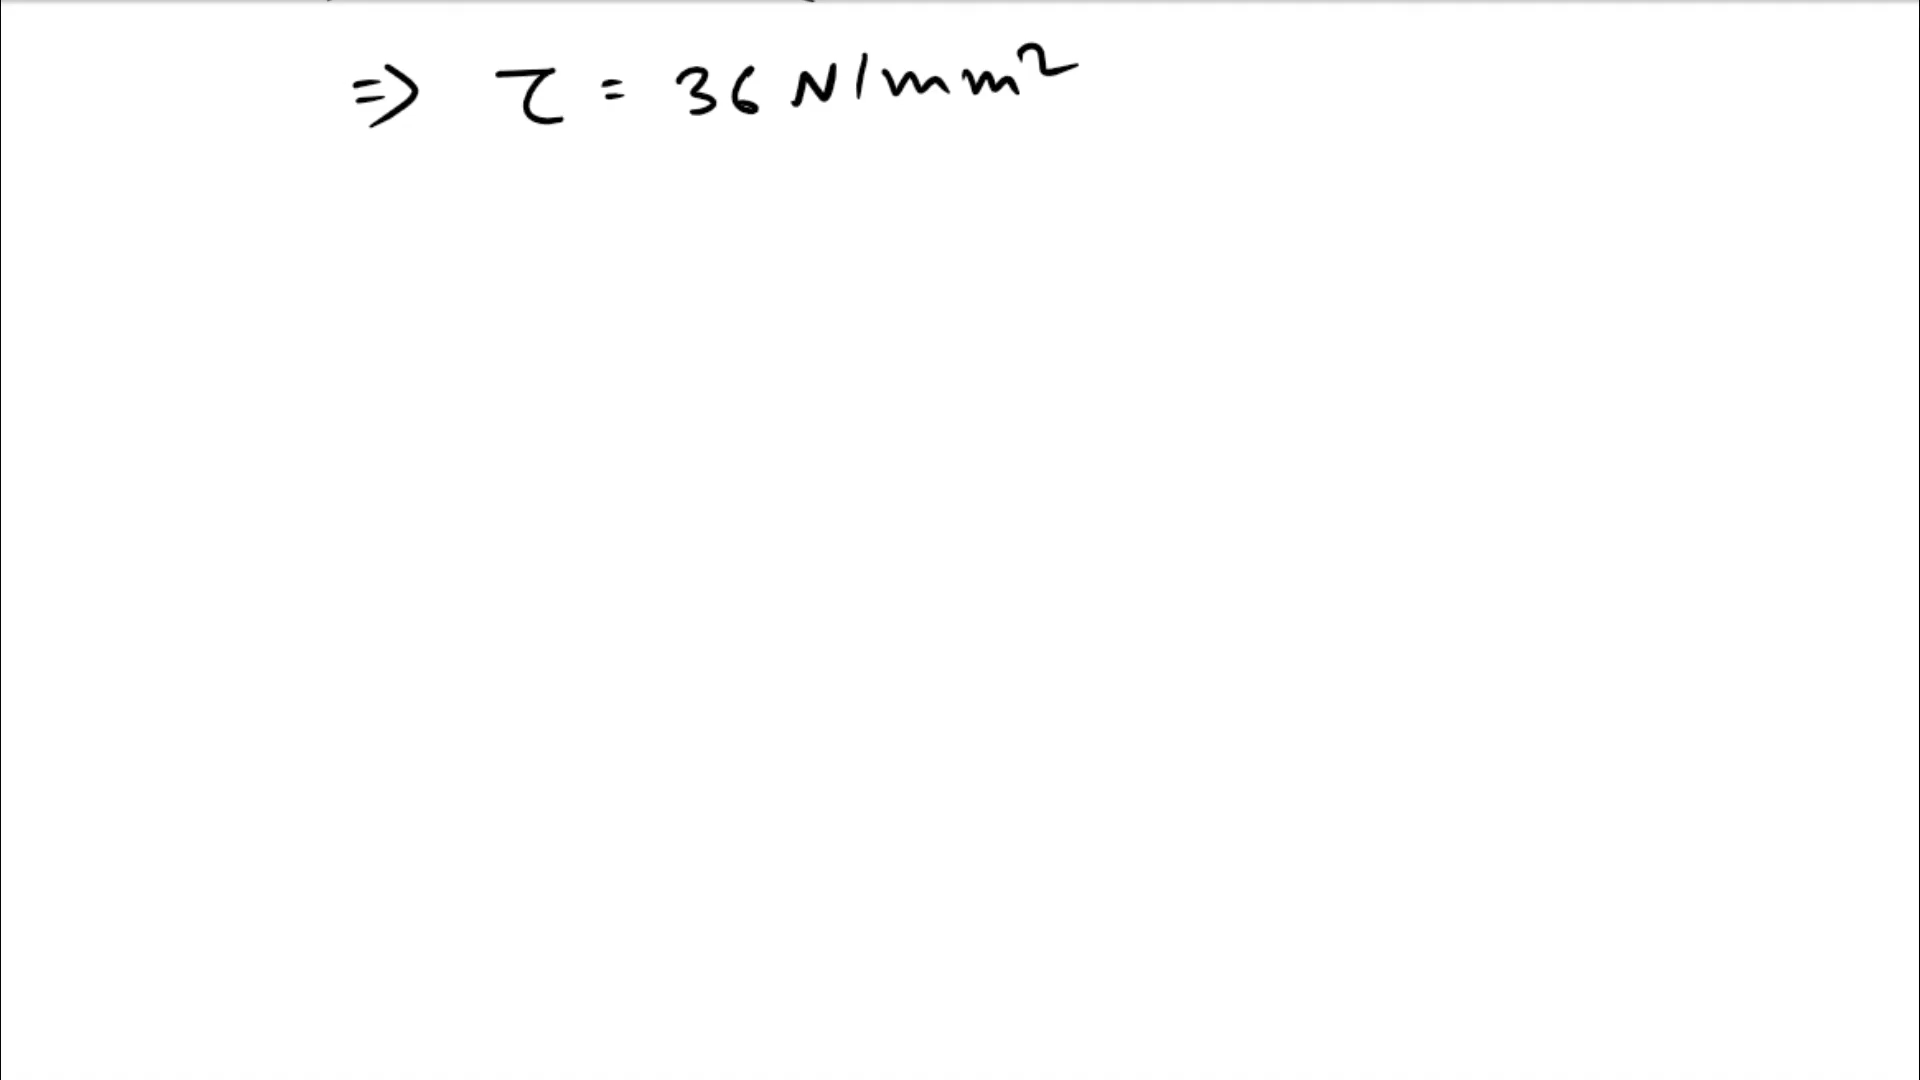 ⇒ τ = 36 N/mm²